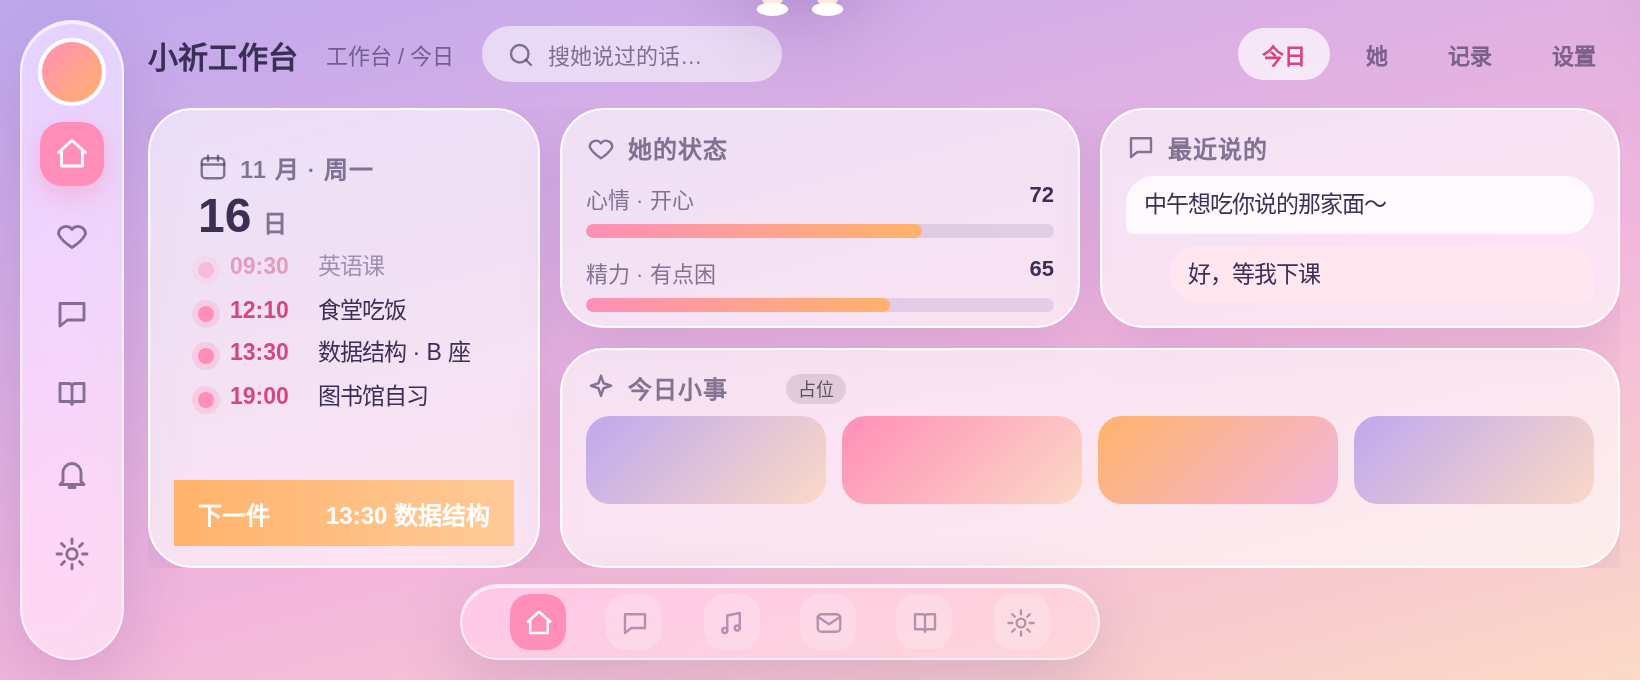 小祈工作台
工作台 / 今日
搜她说过的话…
今日
她
记录
设置
11 月 · 周一
16 日
09:30 英语课
12:10 食堂吃饭
13:30 数据结构 · B 座
19:00 图书馆自习
下一件 13:30 数据结构
她的状态
心情 · 开心 72
精力 · 有点困 65
最近说的
中午想吃你说的那家面～
好，等我下课
今日小事 占位